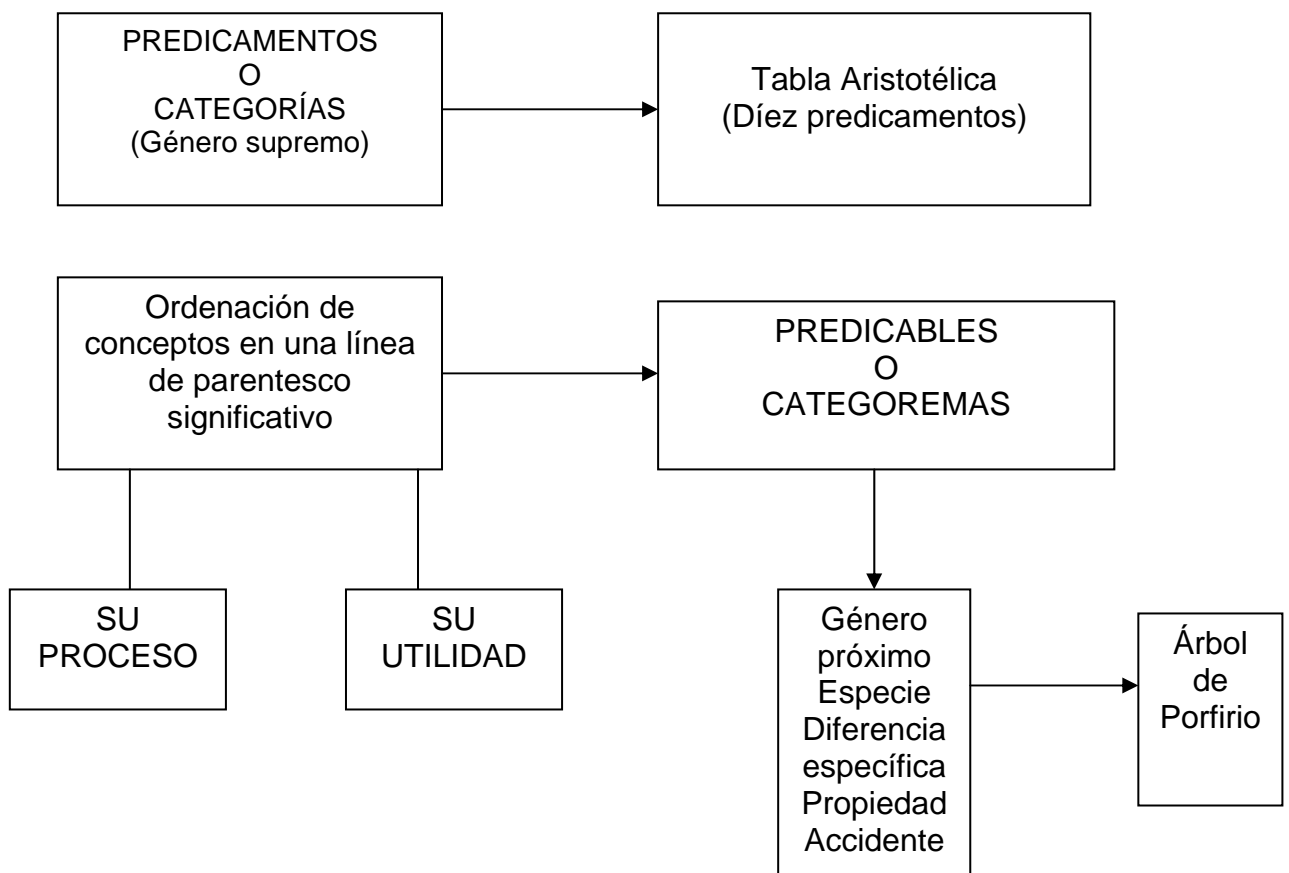 PREDICAMENTOS
O
CATEGORÍAS
(Género supremo)
Tabla Aristotélica
(Díez predicamentos)
Ordenación de
conceptos en una línea
de parentesco
significativo
PREDICABLES
O
CATEGOREMAS
SU
PROCESO
SU
UTILIDAD
Género
próximo
Especie
Diferencia
específica
Propiedad
Accidente
Árbol
de
Porfirio